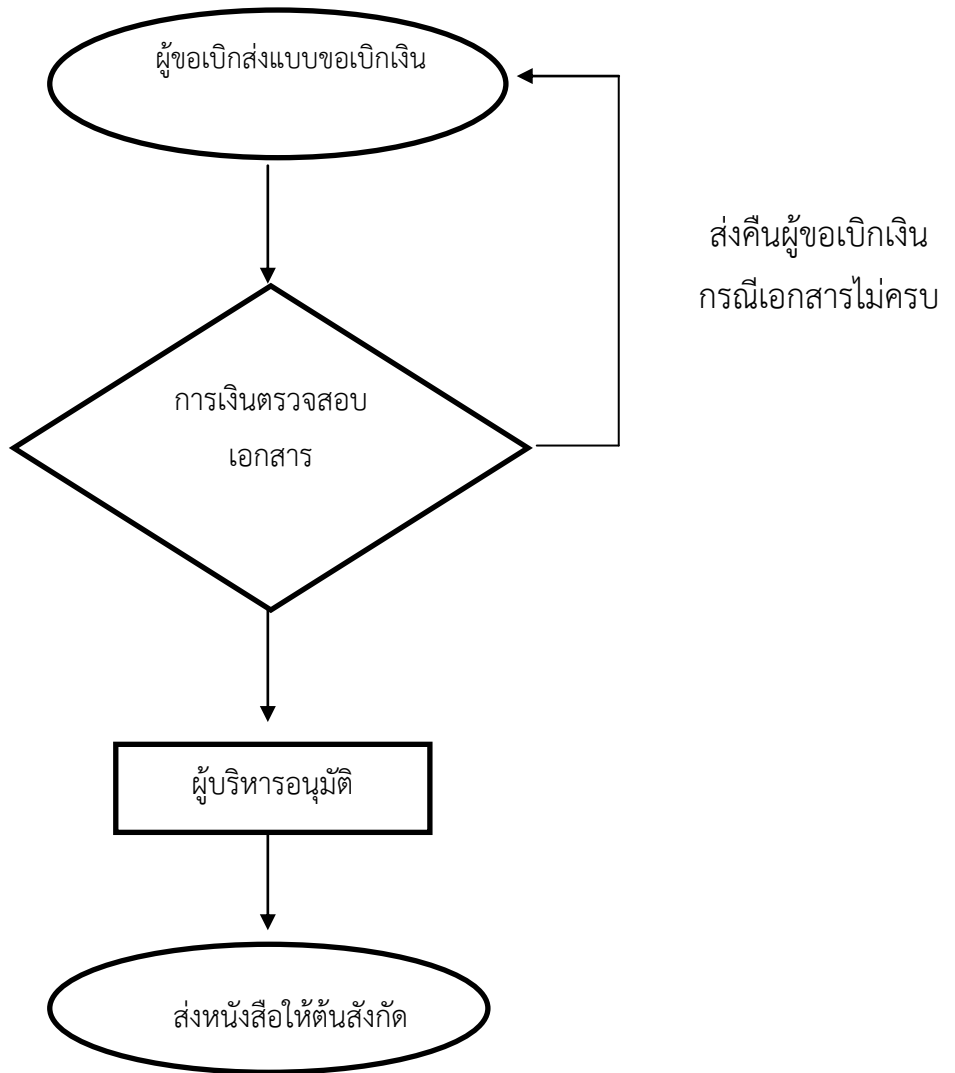 ผู้ขอเบิกส่งแบบขอเบิกเงิน
ส่งคืนผู้ขอเบิกเงิน
กรณีเอกสารไม่ครบ
การเงินตรวจสอบ
เอกสาร
ผู้บริหารอนุมัติ
ส่งหนังสือให้ต้นสังกัด